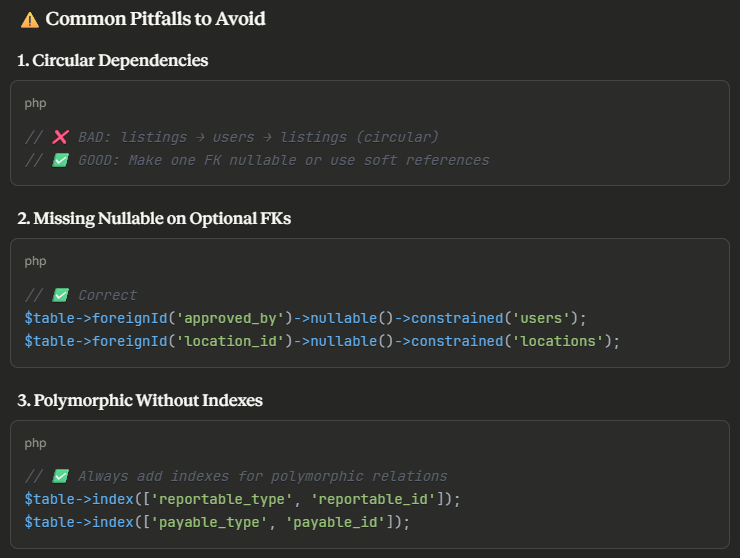 ⚠️ Common Pitfalls to Avoid
1. Circular Dependencies
php
// ❌ BAD: listings → users → listings (circular)
// ✅ GOOD: Make one FK nullable or use soft references
2. Missing Nullable on Optional FKs
php
// ✅ Correct
$table->foreignId('approved_by')->nullable()->constrained('users');
$table->foreignId('location_id')->nullable()->constrained('locations');
3. Polymorphic Without Indexes
php
// ✅ Always add indexes for polymorphic relations
$table->index(['reportable_type', 'reportable_id']);
$table->index(['payable_type', 'payable_id']);